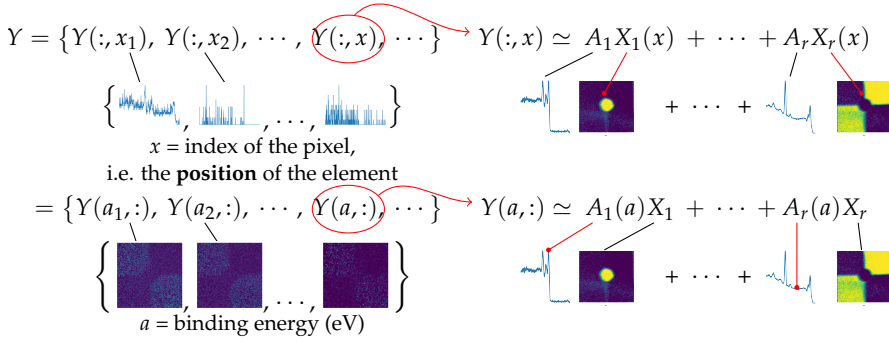 Y = {Y(:, x₁), Y(:, x₂), ⋯ , Y(:, x), ⋯ } Y(:, x) ≃ A₁X₁(x) + ⋯ + AᵣXᵣ(x)
{ , , ⋯ , } + ⋯ +
x = index of the pixel,
i.e. the position of the element
= {Y(a₁, :), Y(a₂, :), ⋯ , Y(a, :), ⋯ } Y(a, :) ≃ A₁(a)X₁ + ⋯ + Aᵣ(a)Xᵣ
{ , , ⋯ , } + ⋯ +
a = binding energy (eV)